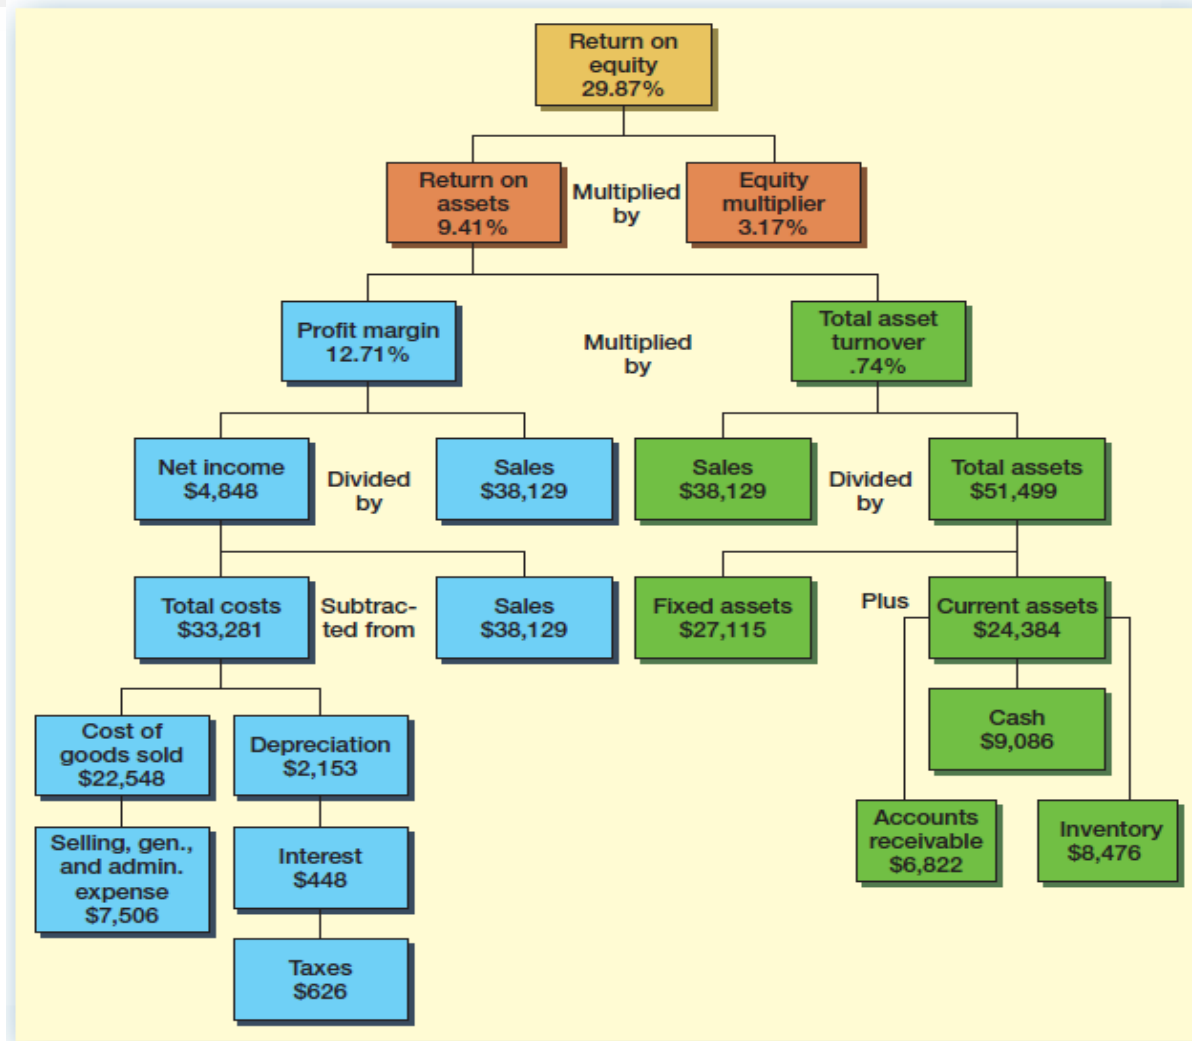 Return on
equity
29.87%
Return on
assets
9.41%
Multiplied
by
Equity
multiplier
3.17%
Profit margin
12.71%
Multiplied
by
Total asset
turnover
.74%
Net income
$4,848
Divided
by
Sales
$38,129
Sales
$38,129
Divided
by
Total assets
$51,499
Total costs
$33,281
Subtrac-
ted from
Sales
$38,129
Fixed assets
$27,115
Plus
Current assets
$24,384
Cost of
goods sold
$22,548
Depreciation
$2,153
Cash
$9,086
Selling, gen.,
and admin.
expense
$7,506
Interest
$448
Accounts
receivable
$6,822
Inventory
$8,476
Taxes
$626